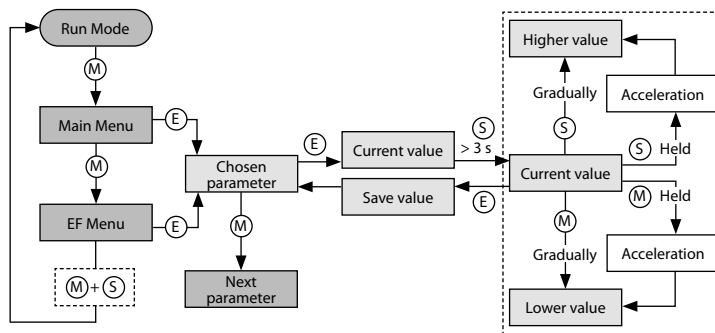 Run Mode
M
Main Menu
E
M
EF Menu
E
M + S
Chosen
parameter
M
Next
parameter
E
Current value
S
> 3 s
Save value
E
Higher value
Gradually
S
Acceleration
S Held
Current value
M Held
M
Gradually
Acceleration
Lower value